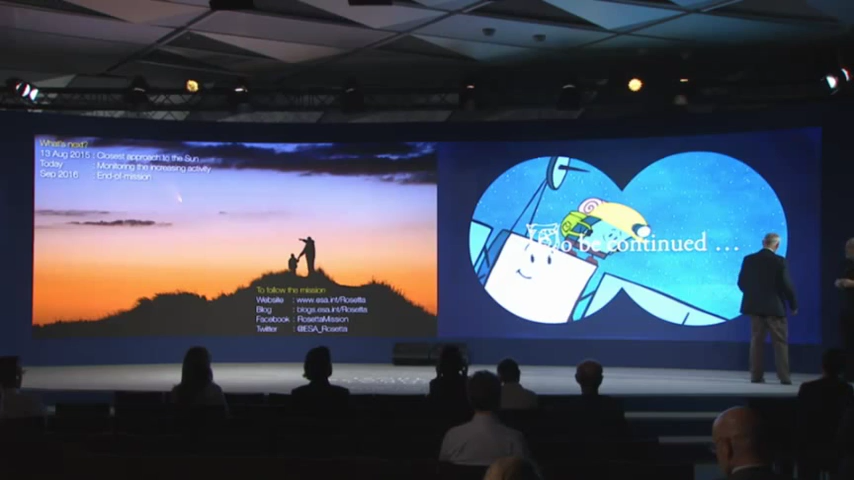 What's next?
13 Aug 2015 : Closest approach to the Sun
Today : Monitoring the increasing activity
Sep 2016 : End-of-mission
To follow the mission
Website : www.esa.int/Rosetta
Blog : blogs.esa.int/Rosetta
Facebook : RosettaMission
Twitter : @ESA_Rosetta
To be continued ...